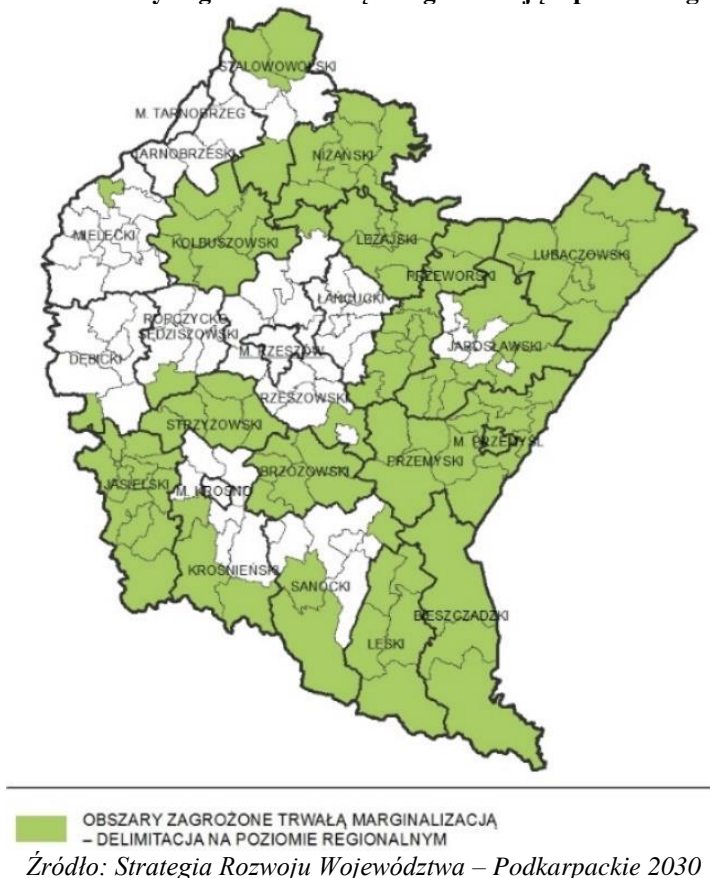 STALOWOWOLSKI
M. TARNOBRZEG
TARNOBRZESKI
NIŻAŃSKI
MIELECKI
KOLBUSZOWSKI
LEŻAJSKI
LUBACZOWSKI
PRZEWORSKI
ŁAŃCUCKI
ROPCZYCKO
SĘDZISZOWSKI
JAROSŁAWSKI
DĘBICKI
M. RZESZÓW
RZESZOWSKI
STRZYŻOWSKI
M. PRZEMYŚL
PRZEMYSKI
BRZOZOWSKI
JASIELSKI
M. KROSNO
KROŚNIEŃSKI
SANOCKI
BIESZCZADZKI
LESKI
OBSZARY ZAGROŻONE TRWAŁĄ MARGINALIZACJĄ
– DELIMITACJA NA POZIOMIE REGIONALNYM
Źródło: Strategia Rozwoju Województwa – Podkarpackie 2030